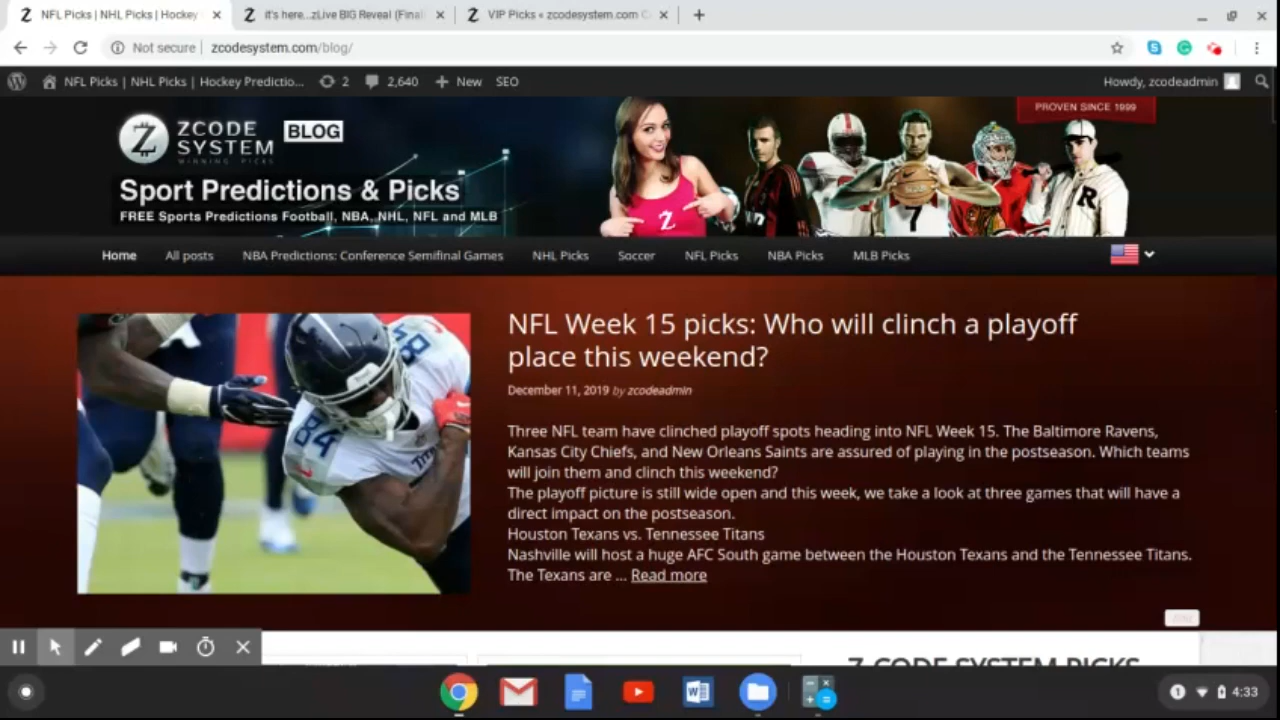 NFL Picks | NHL Picks | Hockey
it's here...zLive BIG Reveal (Final
VIP Picks « zcodesystem.com
Not secure
zcodesystem.com/blog/
NFL Picks | NHL Picks | Hockey Predictio...
2
2,640
New
SEO
Howdy, zcodeadmin
PROVEN SINCE 1999
ZCODE
SYSTEM
WINNING PICKS
BLOG
Sport Predictions & Picks
FREE Sports Predictions Football, NBA, NHL, NFL and MLB
Z
7
R
Home
All posts
NBA Predictions: Conference Semifinal Games
NHL Picks
Soccer
NFL Picks
NBA Picks
MLB Picks
NFL Week 15 picks: Who will clinch a playoff
place this weekend?
December 11, 2019 by zcodeadmin
Three NFL team have clinched playoff spots heading into NFL Week 15. The Baltimore Ravens,
Kansas City Chiefs, and New Orleans Saints are assured of playing in the postseason. Which teams
will join them and clinch this weekend?
The playoff picture is still wide open and this week, we take a look at three games that will have a
direct impact on the postseason.
Houston Texans vs. Tennessee Titans
Nashville will host a huge AFC South game between the Houston Texans and the Tennessee Titans.
The Texans are ... Read more
84
84
Z CODE SYSTEM PICKS
1
4:33